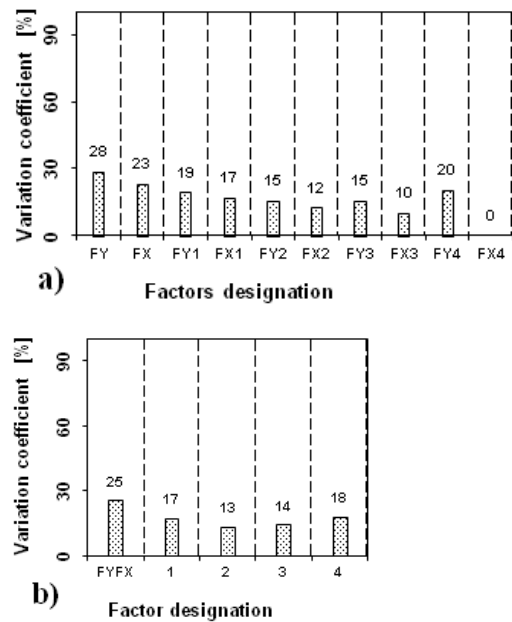 Variation coefficient [%]
90
60
30
0
28 23 19 17 15 12 15 10 20 0
FY FX FY1 FX1 FY2 FX2 FY3 FX3 FY4 FX4
a)
Factors designation
Variation coefficient [%]
90
60
30
0
25 17 13 14 18
FYFX 1 2 3 4
b)
Factor designation